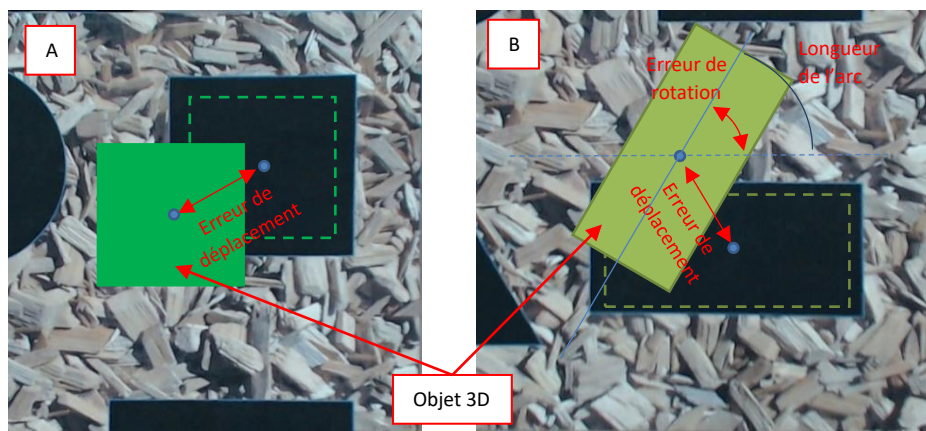 A
Erreur de
déplacement
B
Erreur de
rotation
Longueur
de l'arc
Erreur de
déplacement
Objet 3D